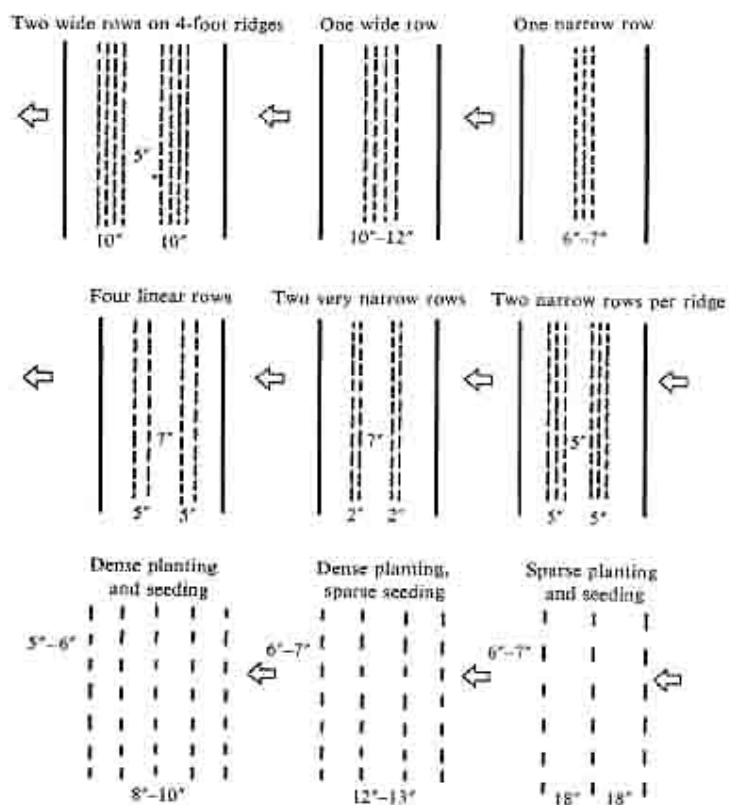 Two wide rows on 4-foot ridges
One wide row
One narrow row
5"
10"
10"
10"–12"
6"–7"
Four linear rows
Two very narrow rows
Two narrow rows per ridge
7"
7"
5"
5"
5"
2"
2"
5"
5"
Dense planting
and seeding
Dense planting,
sparse seeding
Sparse planting
and seeding
5"–6"
6"–7"
6"–7"
8"–10"
12"–13"
18"
18"